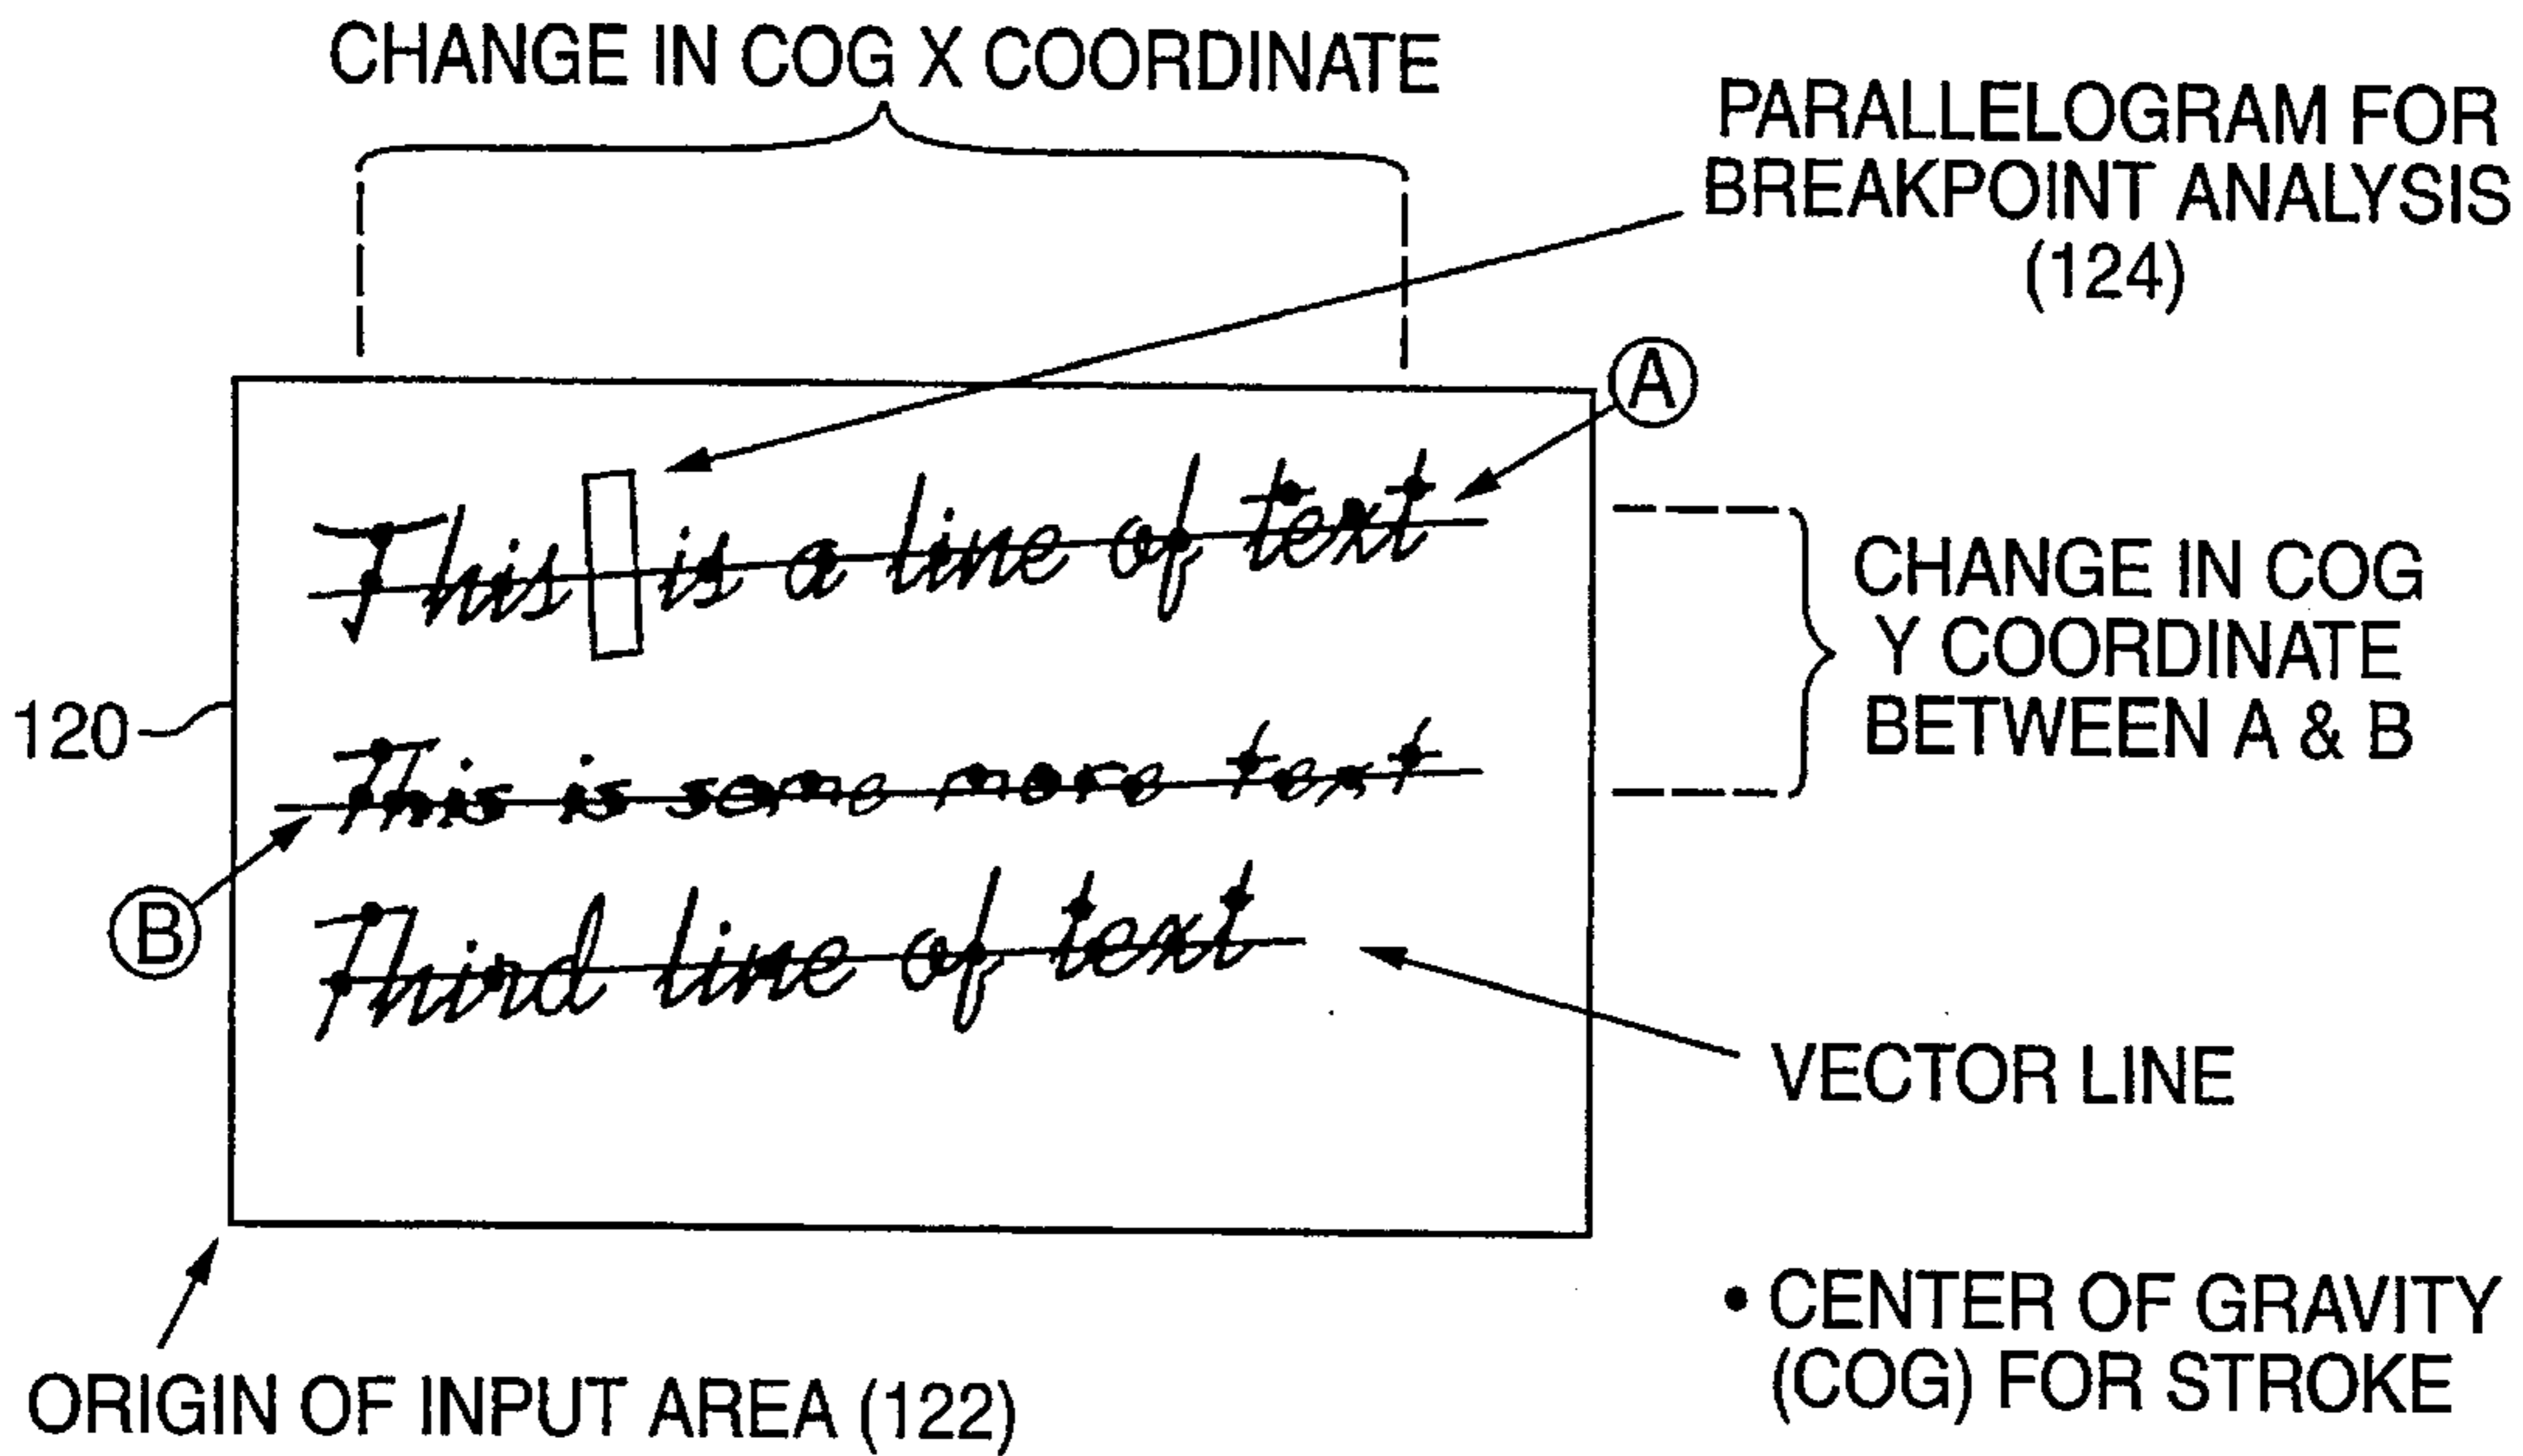 CHANGE IN COG X COORDINATE
PARALLELOGRAM FOR
BREAKPOINT ANALYSIS
(124)
A
This is a line of text
CHANGE IN COG
Y COORDINATE
BETWEEN A & B
120
This is some more text
B
Third line of text
VECTOR LINE
• CENTER OF GRAVITY
(COG) FOR STROKE
ORIGIN OF INPUT AREA (122)